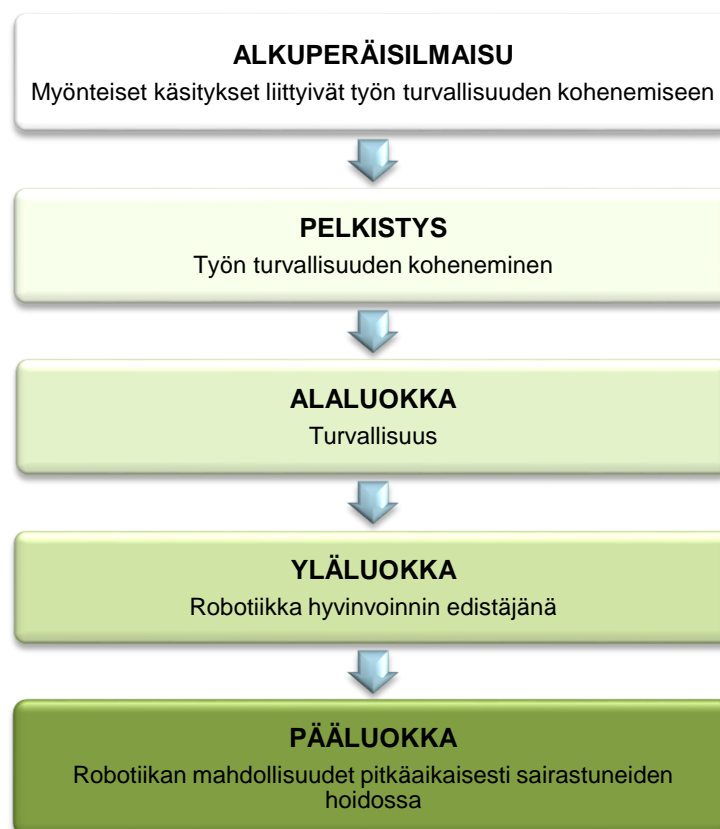 ALKUPERÄISILMAISU
Myönteiset käsitykset liittyivät työn turvallisuuden kohenemiseen
PELKISTYS
Työn turvallisuuden koheneminen
ALALUOKKA
Turvallisuus
YLÄLUOKKA
Robotiikka hyvinvoinnin edistäjänä
PÄÄLUOKKA
Robotiikan mahdollisuudet pitkäaikaisesti sairastuneiden
hoidossa